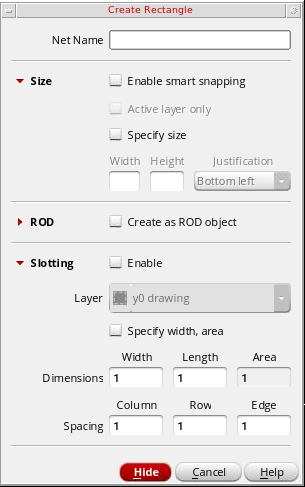 Create Rectangle
Net Name
Size
Enable smart snapping
Active layer only
Specify size
Width Height Justification
Bottom left
ROD
Create as ROD object
Slotting
Enable
Layer
y0 drawing
Specify width, area
Width Length Area
Dimensions 1 1 1
Column Row Edge
Spacing 1 1 1
Hide Cancel Help